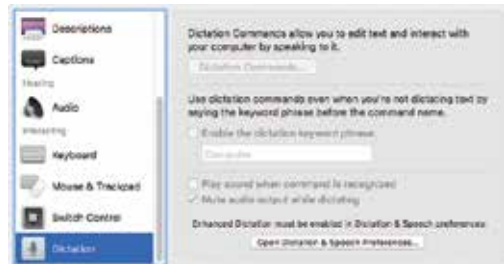 Descriptions
Captions
Hearing
Audio
Interacting
Keyboard
Mouse & Trackpad
Switch Control
Dictation
Dictation Commands allow you to edit text and interact with
your computer by speaking to it.
Dictation Commands...
Use dictation commands even when you're not dictating text by
saying the keyword phrase before the command name.
Enable the dictation keyword phrase
Computer
Play sound when command is recognized
Mute audio output while dictating
Enhanced Dictation must be enabled in Dictation & Speech preferences
Open Dictation & Speech Preferences...